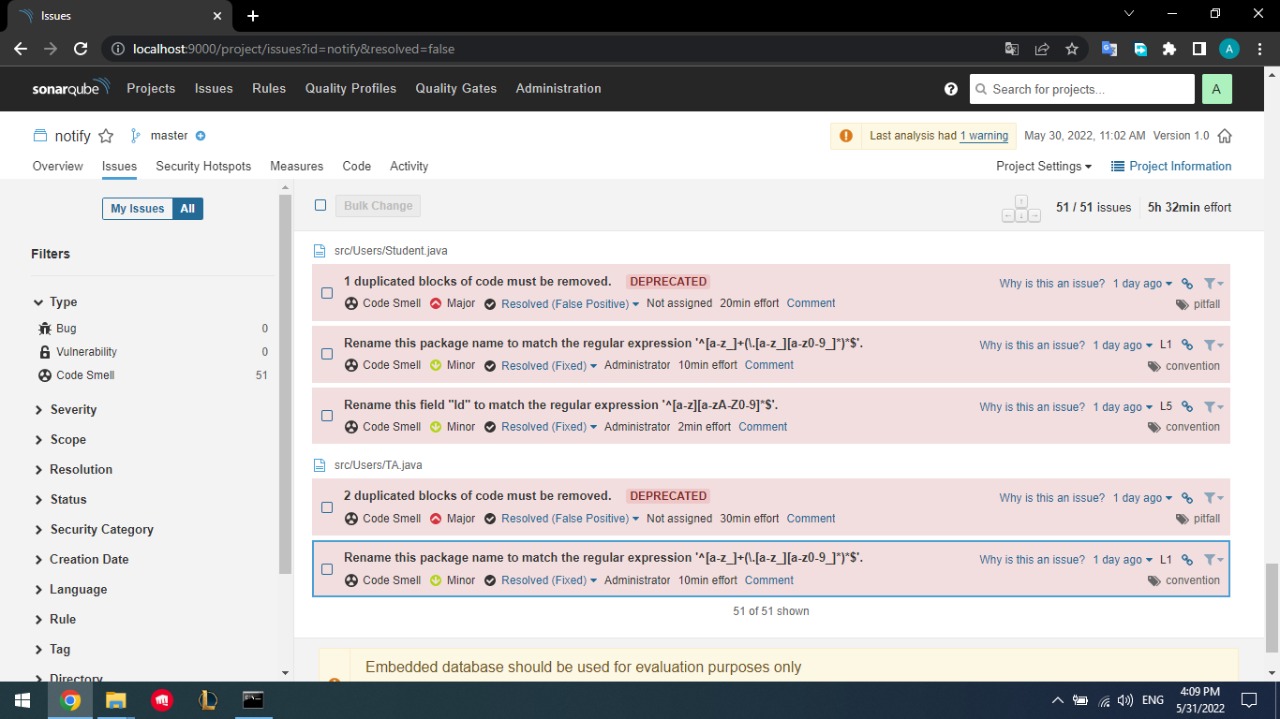 Issues
localhost:9000/project/issues?id=notify&resolved=false
A
sonarqube Projects Issues Rules Quality Profiles Quality Gates Administration Search for projects... A
notify master Last analysis had 1 warning May 30, 2022, 11:02 AM Version 1.0
Overview Issues Security Hotspots Measures Code Activity Project Settings Project Information
My Issues All
Bulk Change 51 / 51 issues 5h 32min effort
Filters
Type
Bug 0
Vulnerability 0
Code Smell 51
Severity
Scope
Resolution
Status
Security Category
Creation Date
Language
Rule
Tag
Directory
src/Users/Student.java
1 duplicated blocks of code must be removed. DEPRECATED Why is this an issue? 1 day ago
Code Smell Major Resolved (False Positive) Not assigned 20min effort Comment pitfall
Rename this package name to match the regular expression '^[a-z_]+(\.[a-z_][a-z0-9_]*)*$'. Why is this an issue? 1 day ago L1
Code Smell Minor Resolved (Fixed) Administrator 10min effort Comment convention
Rename this field "Id" to match the regular expression '^[a-z][a-zA-Z0-9]*$'. Why is this an issue? 1 day ago L5
Code Smell Minor Resolved (Fixed) Administrator 2min effort Comment convention
src/Users/TA.java
2 duplicated blocks of code must be removed. DEPRECATED Why is this an issue? 1 day ago
Code Smell Major Resolved (False Positive) Not assigned 30min effort Comment pitfall
Rename this package name to match the regular expression '^[a-z_]+(\.[a-z_][a-z0-9_]*)*$'. Why is this an issue? 1 day ago L1
Code Smell Minor Resolved (Fixed) Administrator 10min effort Comment convention
51 of 51 shown
Embedded database should be used for evaluation purposes only
ENG
4:09 PM
5/31/2022